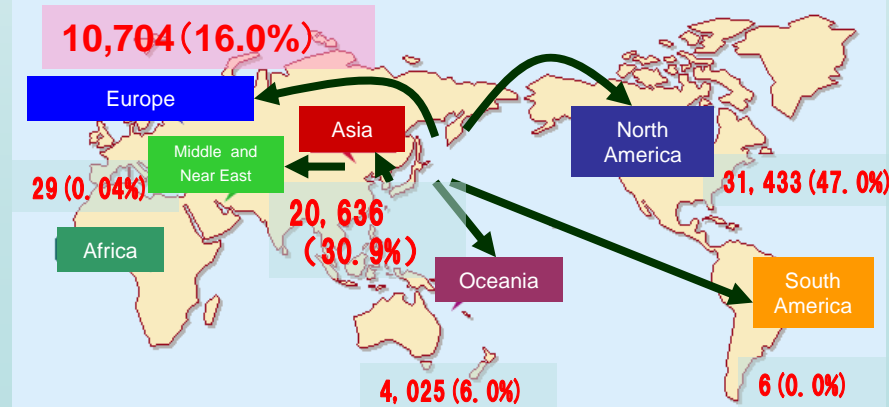 10,704(16.0%)
Europe
Asia
North
America
Middle and
Near East
29(0.04%)
31,433(47.0%)
20,636
(30.9%)
Africa
Oceania
South
America
4,025(6.0%)
6(0.0%)